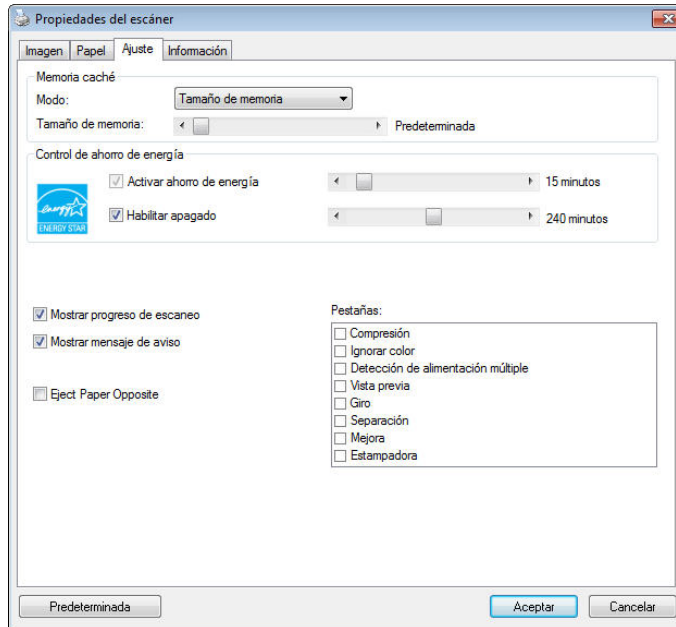 Propiedades del escáner
Imagen Papel Ajuste Información
Memoria caché
Modo: Tamaño de memoria
Tamaño de memoria: Predeterminada
Control de ahorro de energía
Activar ahorro de energía 15 minutos
energy
ENERGY STAR
Habilitar apagado 240 minutos
Mostrar progreso de escaneo
Mostrar mensaje de aviso
Eject Paper Opposite
Pestañas:
Compresión
Ignorar color
Detección de alimentación múltiple
Vista previa
Giro
Separación
Mejora
Estampadora
Predeterminada Aceptar Cancelar